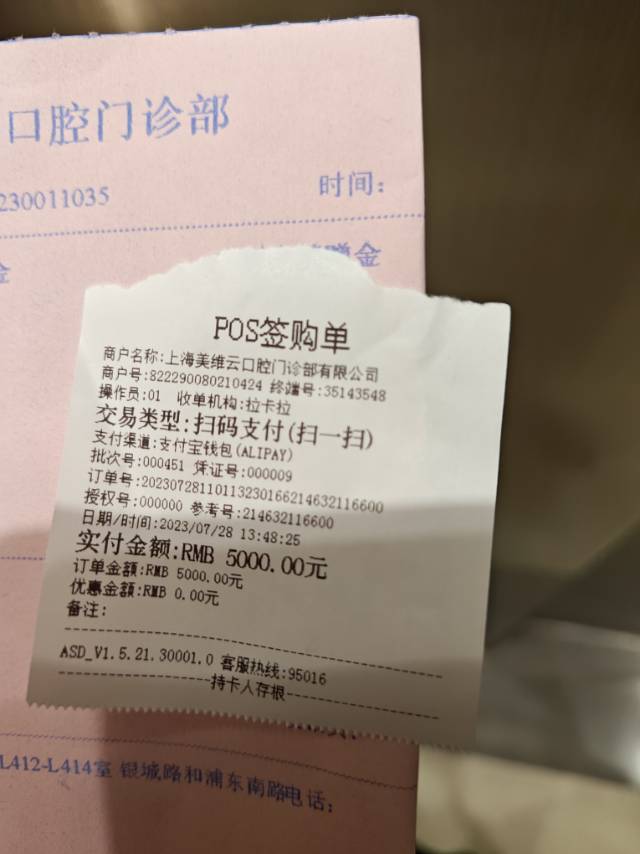 口腔门诊部
230011035
时间：
金
赠金
POS签购单
商户名称:上海美维云口腔门诊部有限公司
商户号:822290080210424 终端号:35143548
操作员:01 收单机构:拉卡拉
交易类型:扫码支付(扫一扫)
支付渠道:支付宝钱包(ALIPAY)
批次号:000451 凭证号:000009
订单号:20230728110113230166214632116600
授权号:000000 参考号:214632116600
日期/时间:2023/07/28 13:48:25
实付金额:RMB 5000.00元
订单金额:RMB 5000.00元
优惠金额:RMB 0.00元
备注:
ASD_V1.5.21.30001.0 客服热线:95016
持卡人存根
L412-L414室 银城路和浦东南路电话：